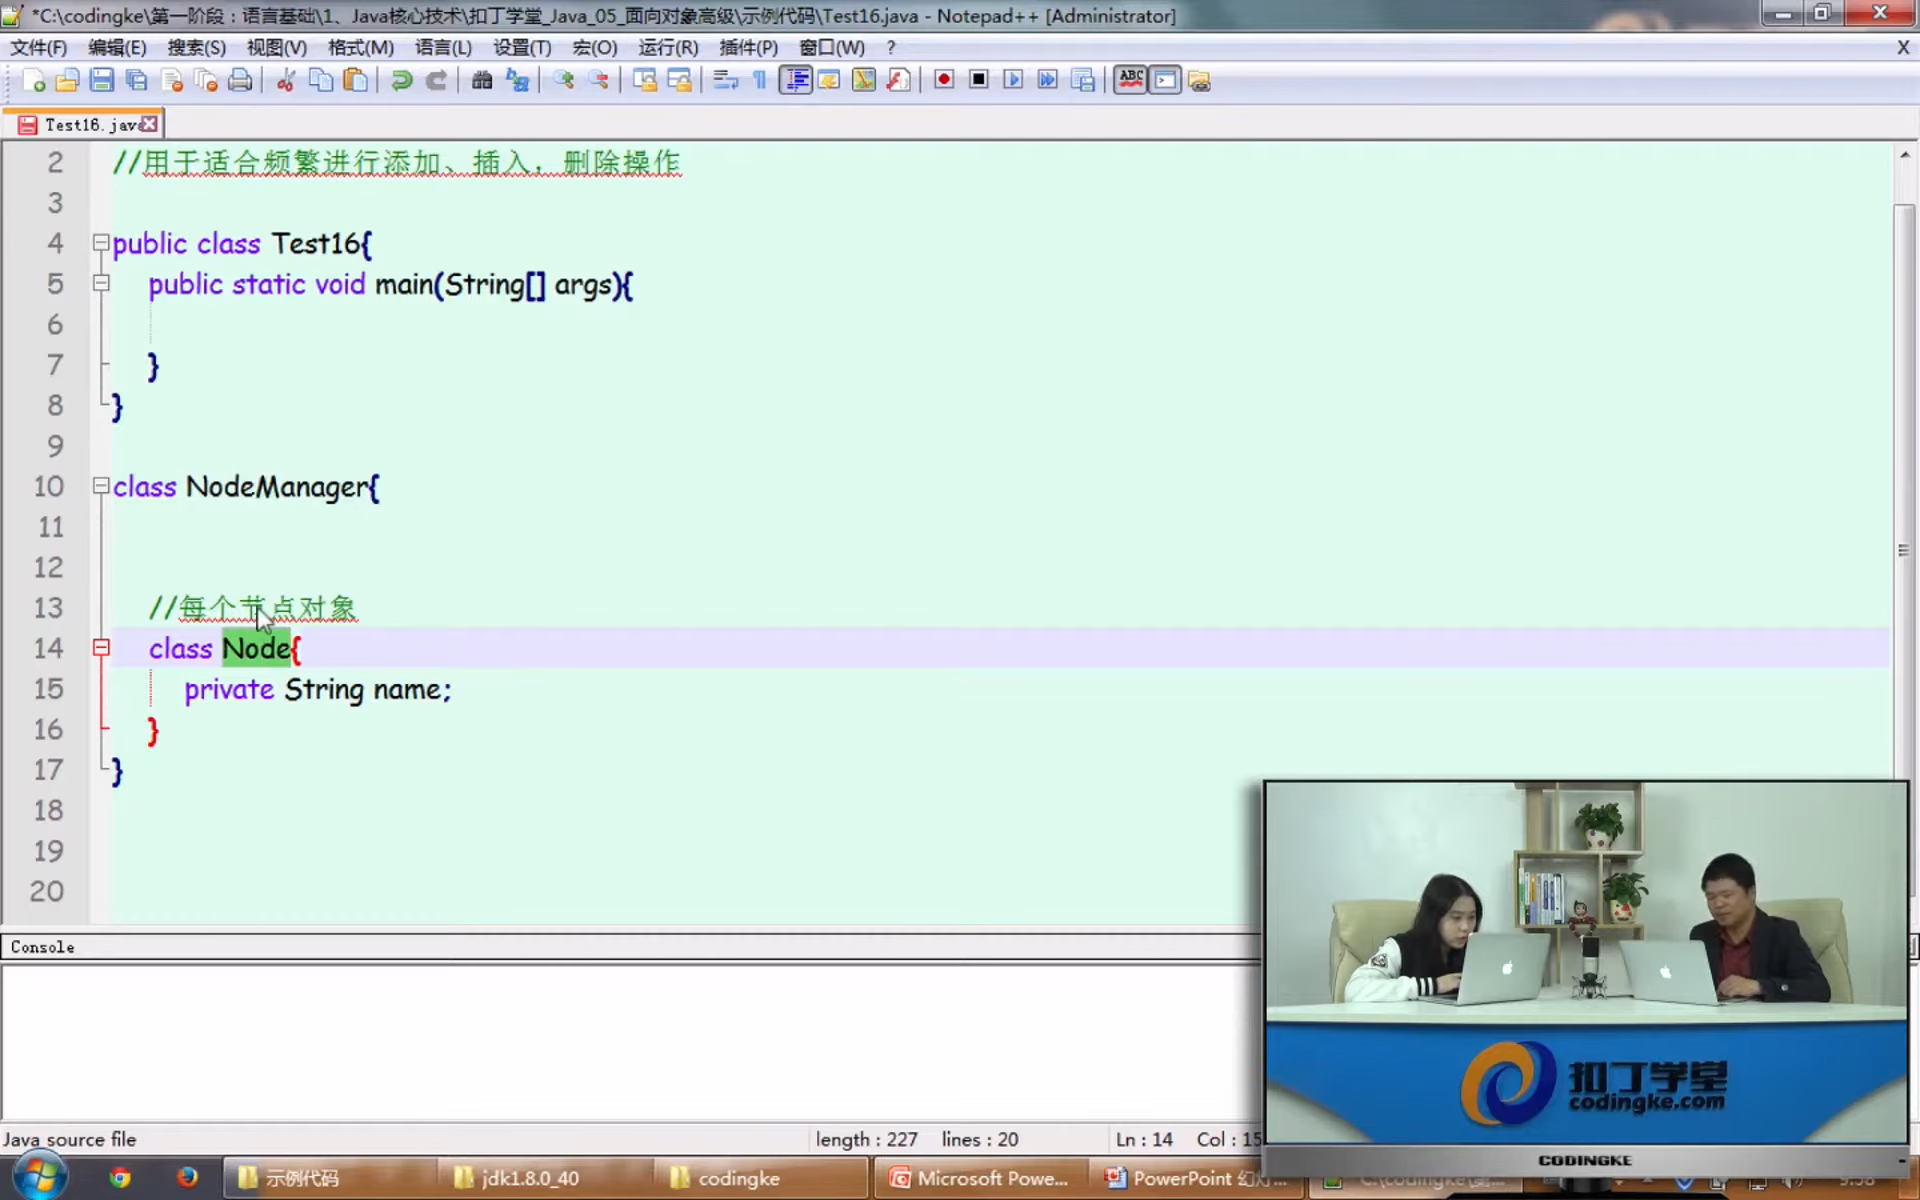 *C:\codingke\第一阶段：语言基础\1、Java核心技术\扣丁学堂_Java_05_面向对象高级\示例代码\Test16.java - Notepad++ [Administrator]
文件(F) 编辑(E) 搜索(S) 视图(V) 格式(M) 语言(L) 设置(T) 宏(O) 运行(R) 插件(P) 窗口(W) ? X
ABC
Test16.java
2 //用于适合频繁进行添加、插入，删除操作
3
4 public class Test16{
5 public static void main(String[] args){
6
7 }
8 }
9
10 class NodeManager{
11
12
13 //每个节点对象
14 class Node{
15 private String name;
16 }
17 }
18
19
20
Console
扣丁学堂
codingke.com
CODINGKE
Java source file length : 227 lines : 20 Ln : 14 Col : 15
示例代码 jdk1.8.0_40 codingke Microsoft Powe... PowerPoint 幻灯...